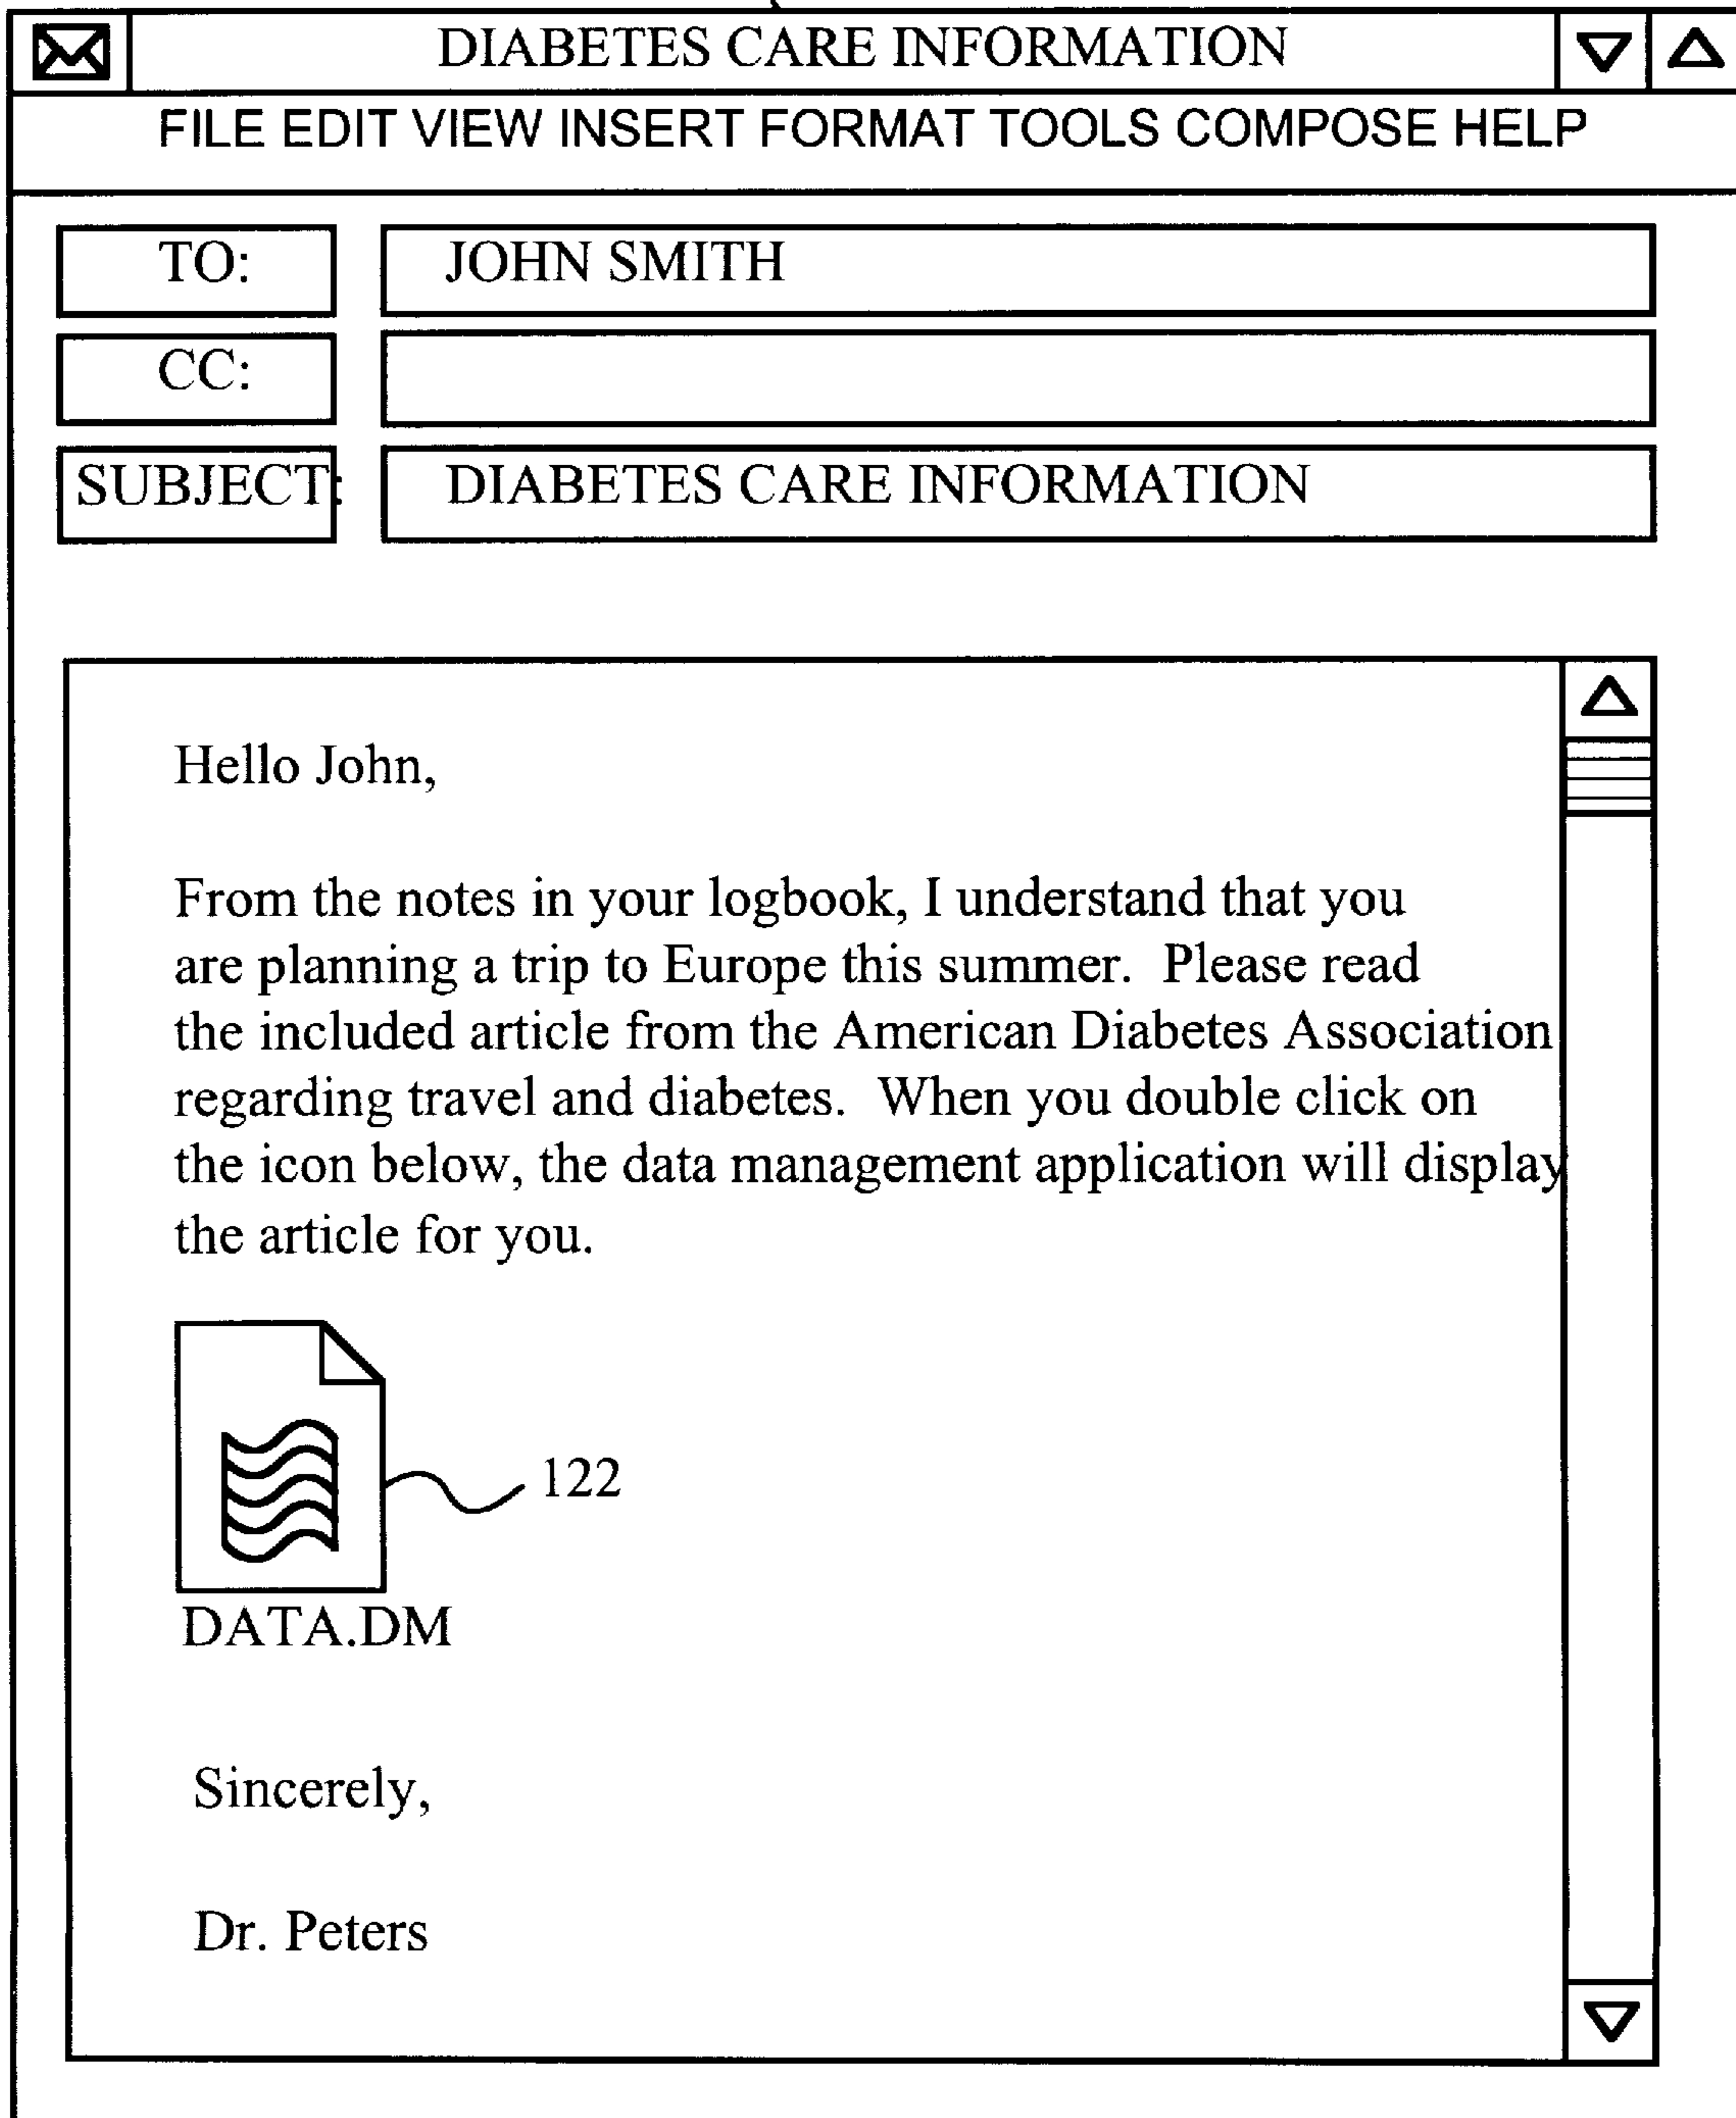 DIABETES CARE INFORMATION
FILE EDIT VIEW INSERT FORMAT TOOLS COMPOSE HELP
TO: JOHN SMITH
CC:
SUBJECT: DIABETES CARE INFORMATION
Hello John,
From the notes in your logbook, I understand that you
are planning a trip to Europe this summer. Please read
the included article from the American Diabetes Association
regarding travel and diabetes. When you double click on
the icon below, the data management application will display
the article for you.
122
DATA.DM
Sincerely,
Dr. Peters